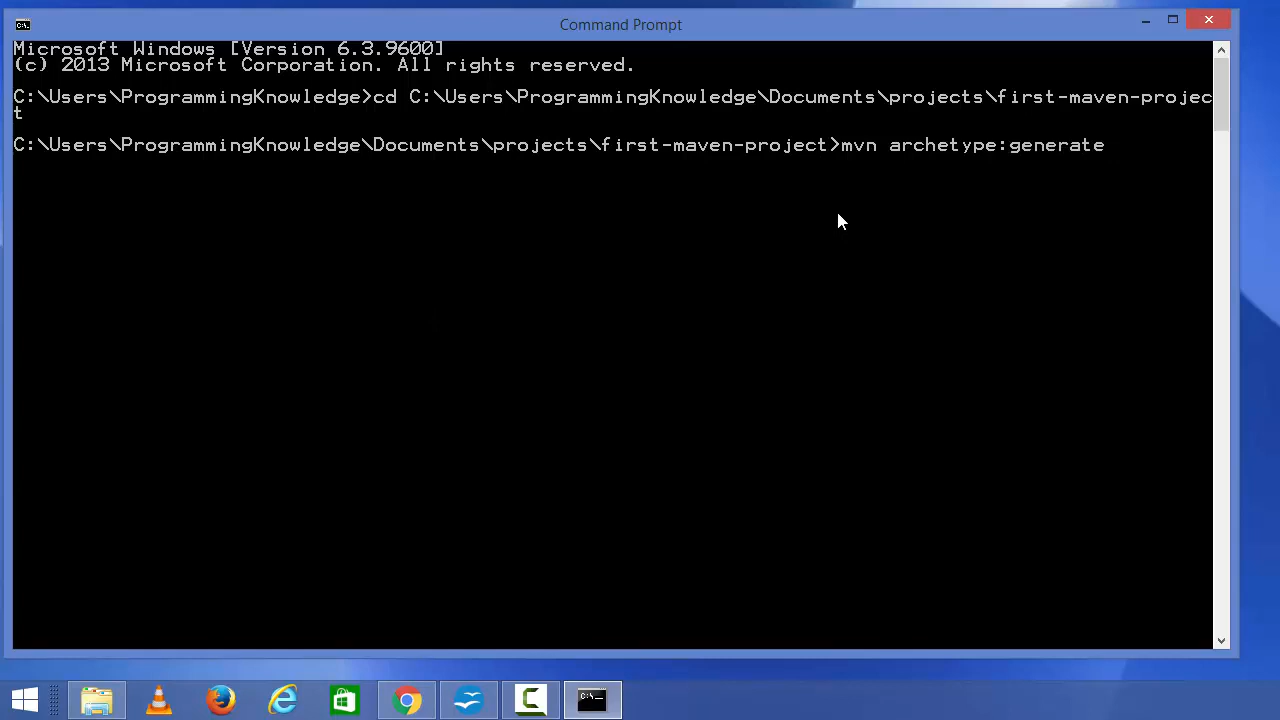 Command Prompt
Microsoft Windows [Version 6.3.9600]
(c) 2013 Microsoft Corporation. All rights reserved.
C:\Users\ProgrammingKnowledge>cd C:\Users\ProgrammingKnowledge\Documents\projects\first-maven-projec
t
C:\Users\ProgrammingKnowledge\Documents\projects\first-maven-project>mvn archetype:generate